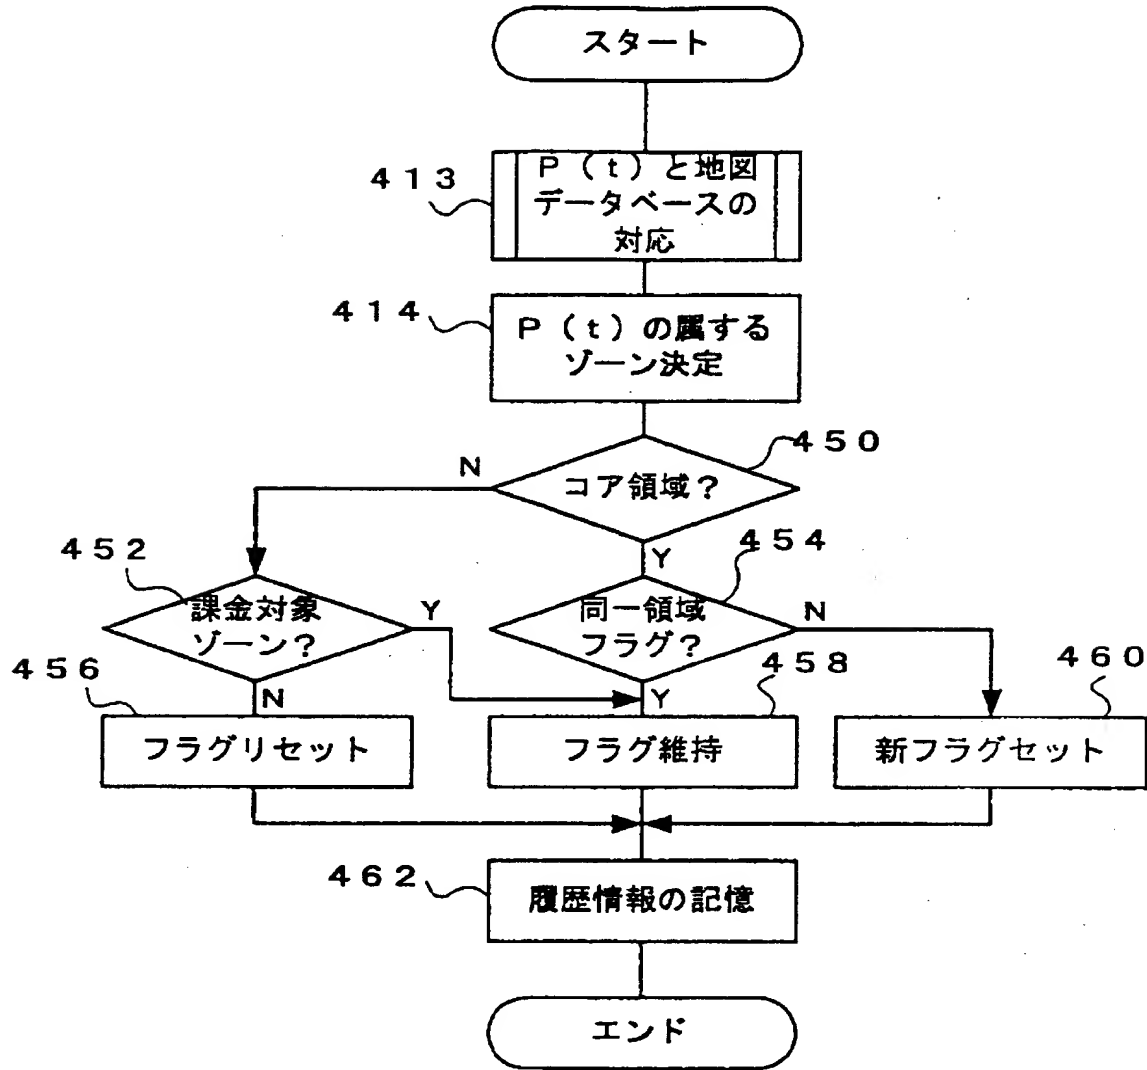 スタート
413
P(t)と地図
データベースの
対応
414
P(t)の属する
ゾーン決定
450
コア領域?
N
Y
452
課金対象
ゾーン?
Y
N
454
同一領域
フラグ?
N
Y
456
フラグリセット
458
フラグ維持
460
新フラグセット
462
履歴情報の記憶
エンド